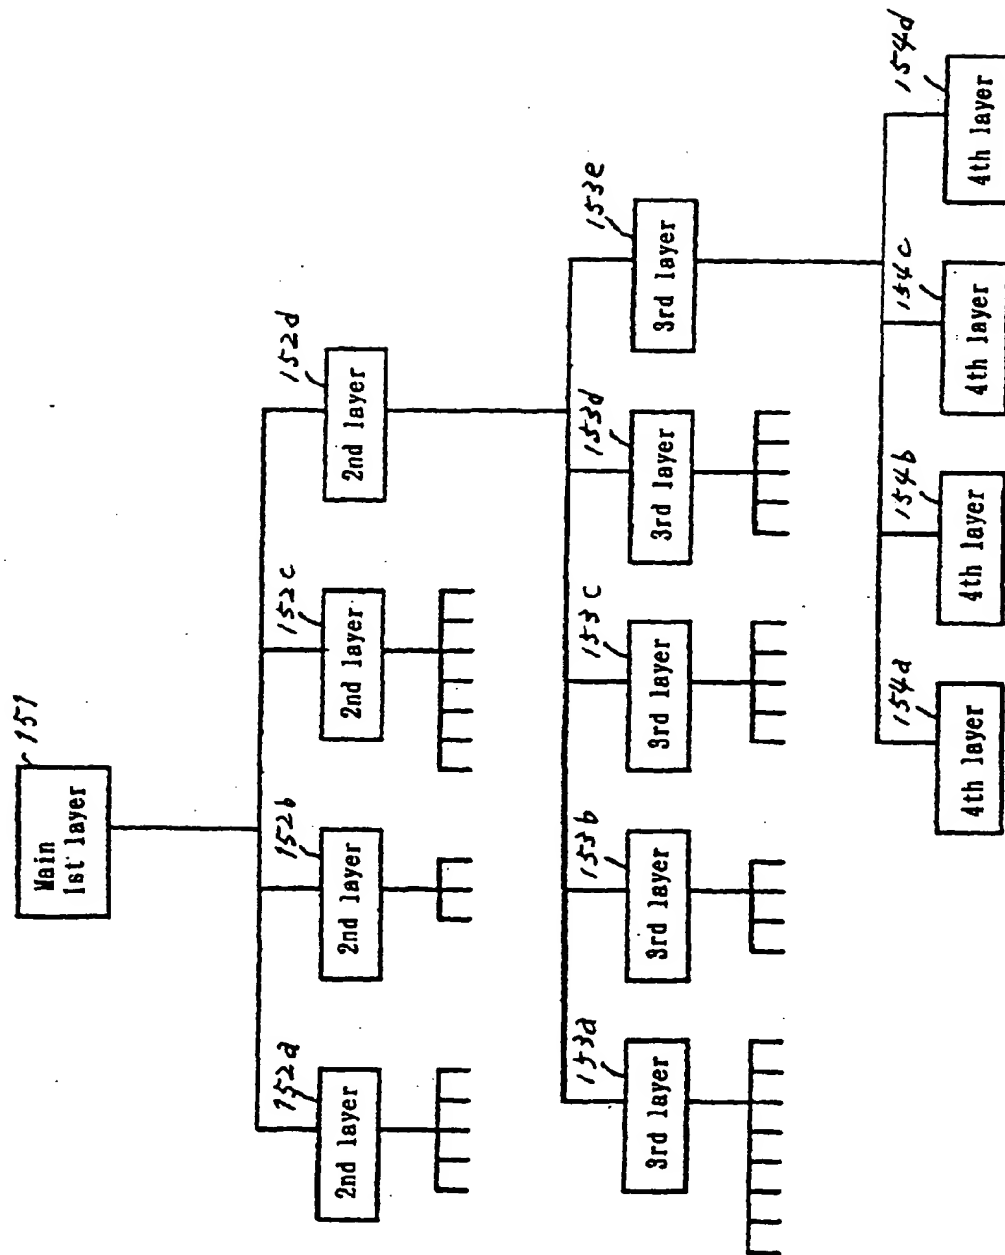 151
Main
1st layer
152a
2nd layer
152b
2nd layer
152c
2nd layer
152d
2nd layer
153a
3rd layer
153b
3rd layer
153c
3rd layer
153d
3rd layer
153e
3rd layer
154a
4th layer
154b
4th layer
154c
4th layer
154d
4th layer